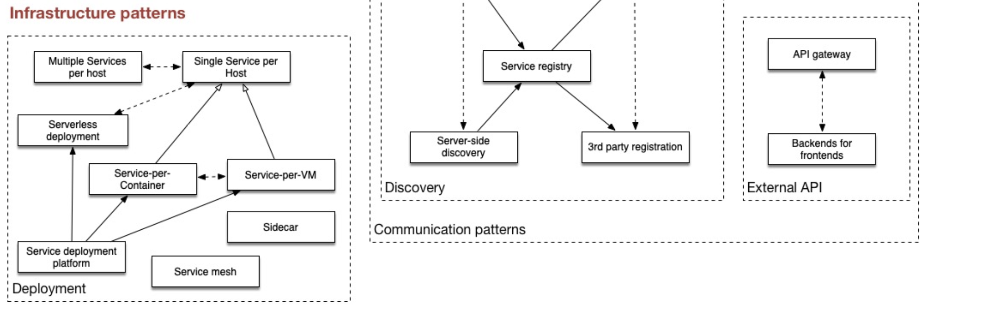 Infrastructure patterns
Multiple Services
per host
Single Service per
Host
Serverless
deployment
Service-per-
Container
Service-per-VM
Sidecar
Service deployment
platform
Service mesh
Deployment
Service registry
Server-side
discovery
3rd party registration
Discovery
API gateway
Backends for
frontends
External API
Communication patterns